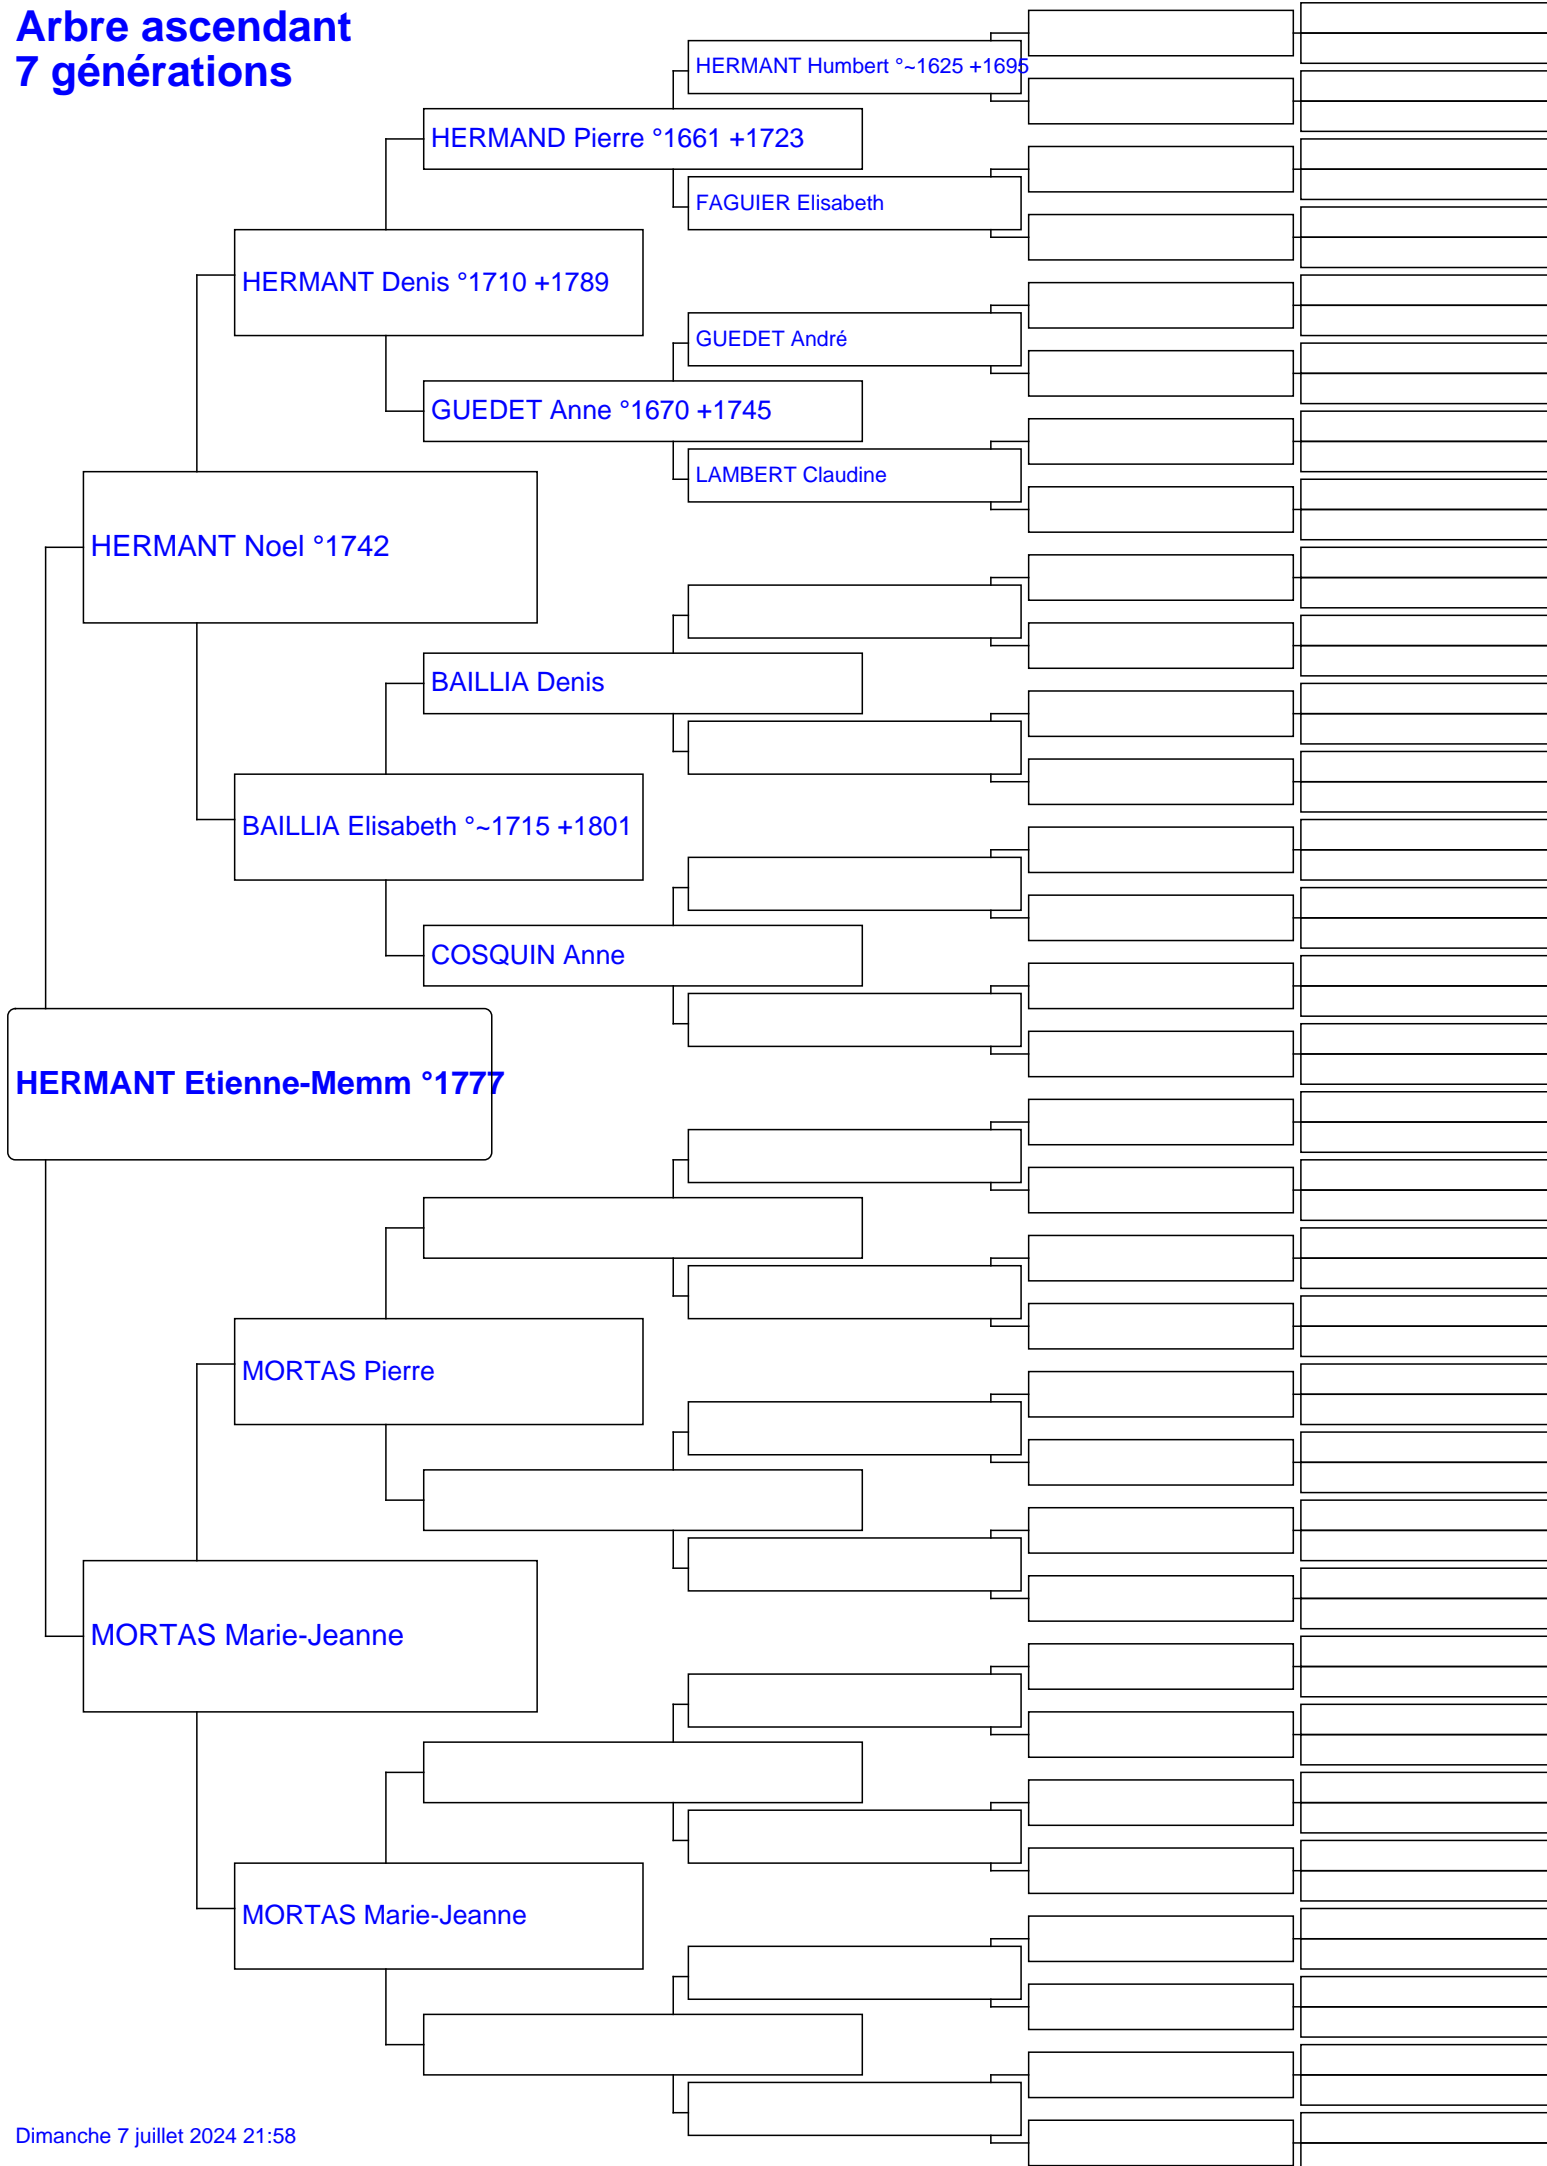 Arbre ascendant
7 générations
HERMANT Humbert °~1625 +1695
HERMAND Pierre °1661 +1723
FAGUIER Elisabeth
HERMANT Denis °1710 +1789
GUEDET André
GUEDET Anne °1670 +1745
LAMBERT Claudine
HERMANT Noel °1742
BAILLIA Denis
BAILLIA Elisabeth °~1715 +1801
COSQUIN Anne
HERMANT Etienne-Memm °1777
MORTAS Pierre
MORTAS Marie-Jeanne
MORTAS Marie-Jeanne
Dimanche 7 juillet 2024 21:58